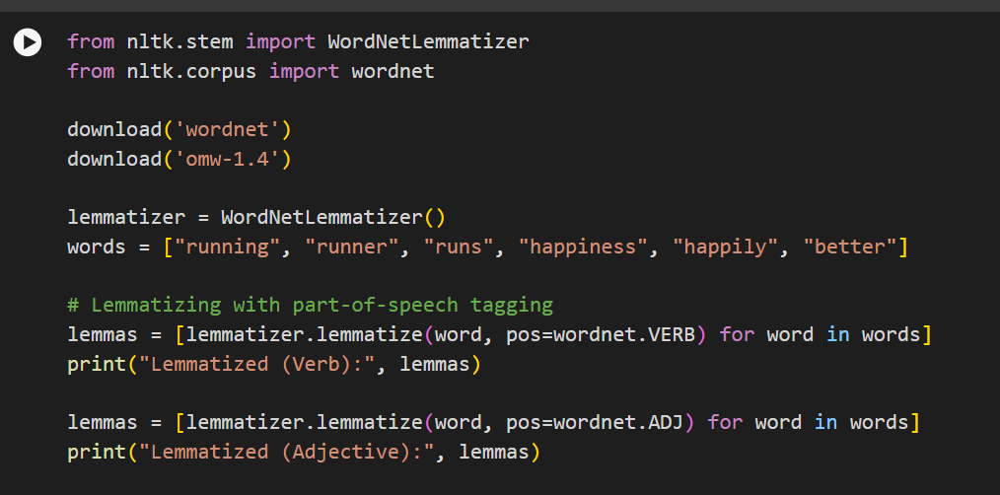 from nltk.stem import WordNetLemmatizer
from nltk.corpus import wordnet
download('wordnet')
download('omw-1.4')
lemmatizer = WordNetLemmatizer()
words = ["running", "runner", "runs", "happiness", "happily", "better"]
# Lemmatizing with part-of-speech tagging
lemmas = [lemmatizer.lemmatize(word, pos=wordnet.VERB) for word in words]
print("Lemmatized (Verb):", lemmas)
lemmas = [lemmatizer.lemmatize(word, pos=wordnet.ADJ) for word in words]
print("Lemmatized (Adjective):", lemmas)